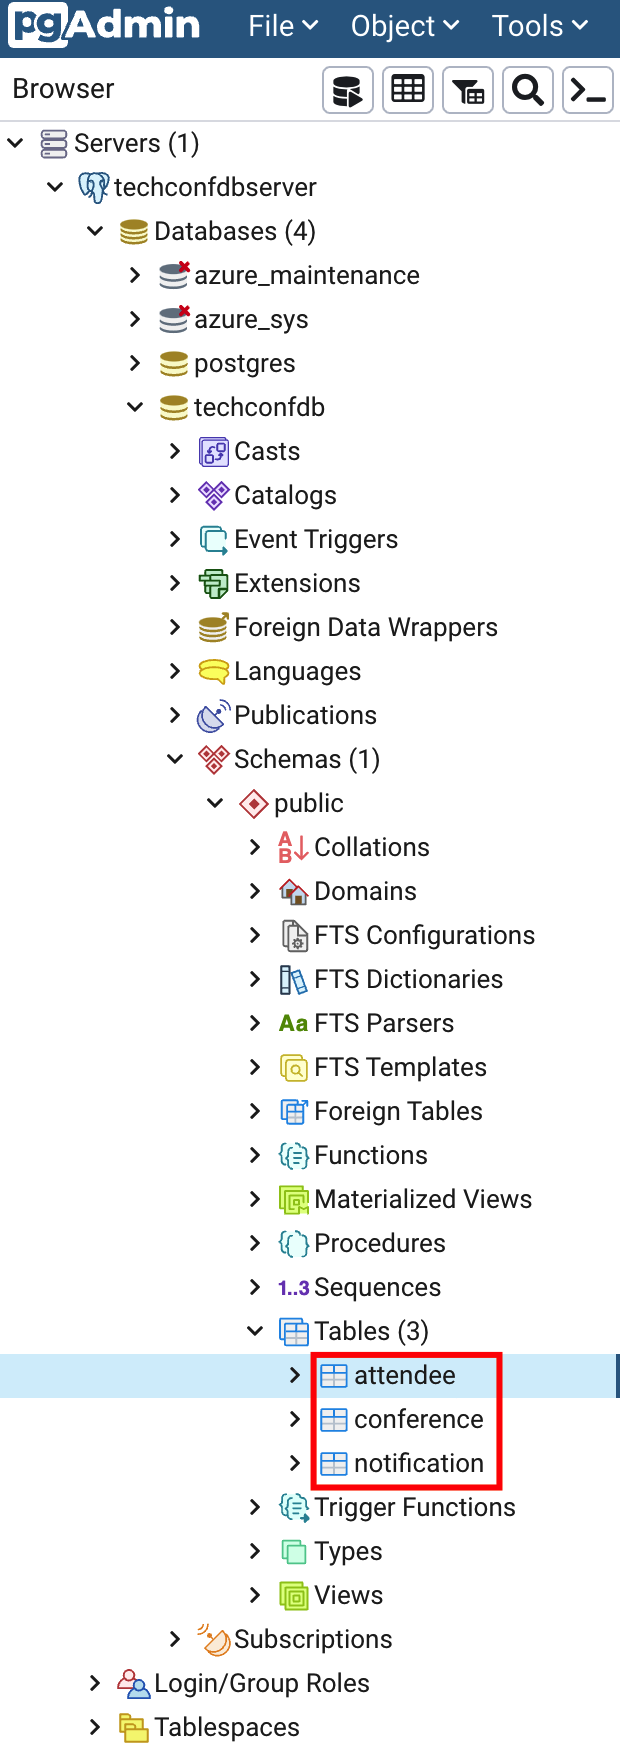 pgAdmin File Object Tools
Browser
Servers (1)
techconfdbserver
Databases (4)
azure_maintenance
azure_sys
postgres
techconfdb
Casts
Catalogs
Event Triggers
Extensions
Foreign Data Wrappers
Languages
Publications
Schemas (1)
public
AB Collations
Domains
FTS Configurations
FTS Dictionaries
Aa FTS Parsers
FTS Templates
Foreign Tables
Functions
Materialized Views
Procedures
1..3 Sequences
Tables (3)
attendee
conference
notification
Trigger Functions
Types
Views
Subscriptions
Login/Group Roles
Tablespaces